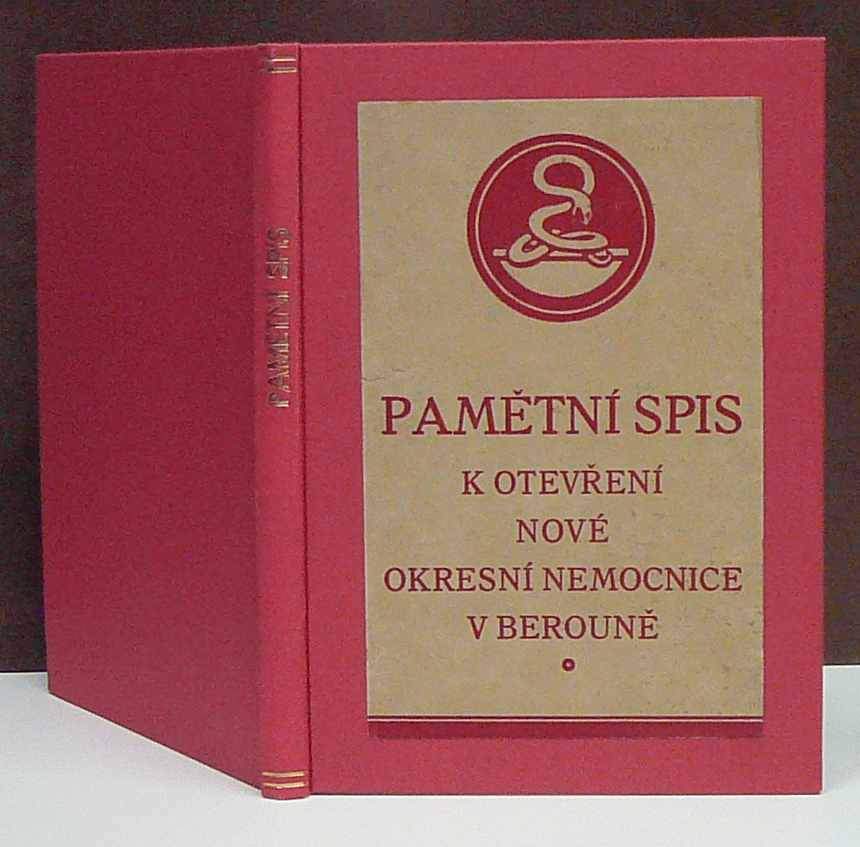 PAMĚTNÍ SPIS
PAMĚTNÍ SPIS
K OTEVŘENÍ
NOVÉ
OKRESNÍ NEMOCNICE
V BEROUNĚ